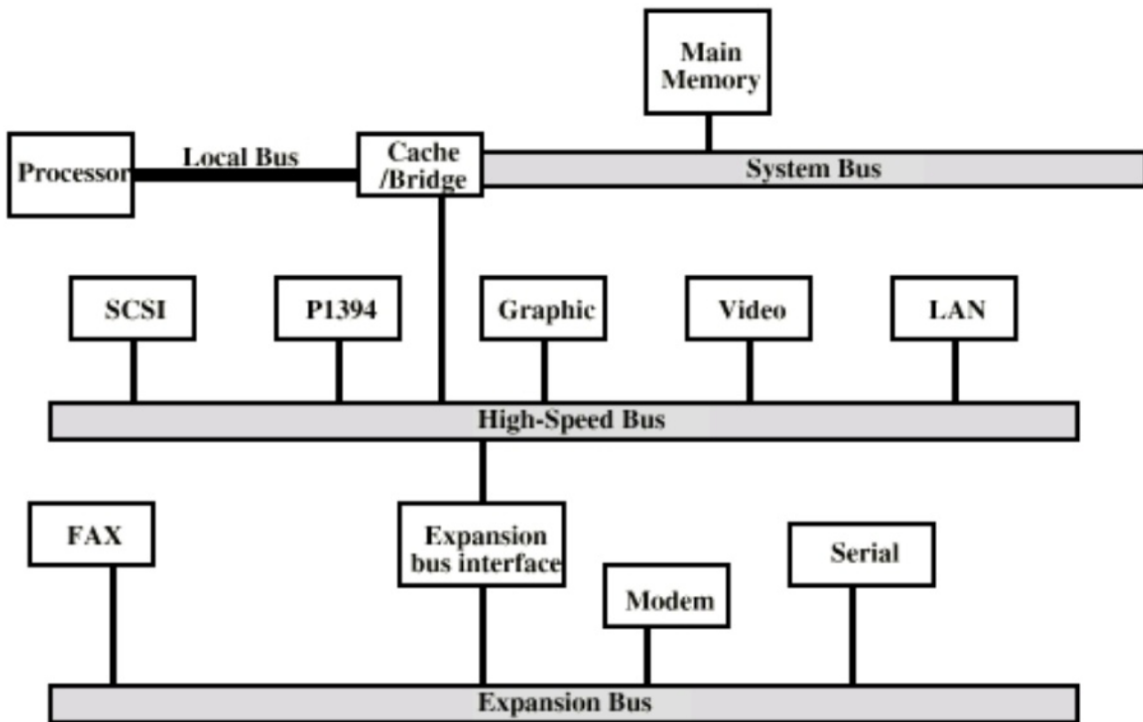 Main
Memory
Processor
Local Bus
Cache
/Bridge
System Bus
SCSI
P1394
Graphic
Video
LAN
High-Speed Bus
FAX
Expansion
bus interface
Modem
Serial
Expansion Bus